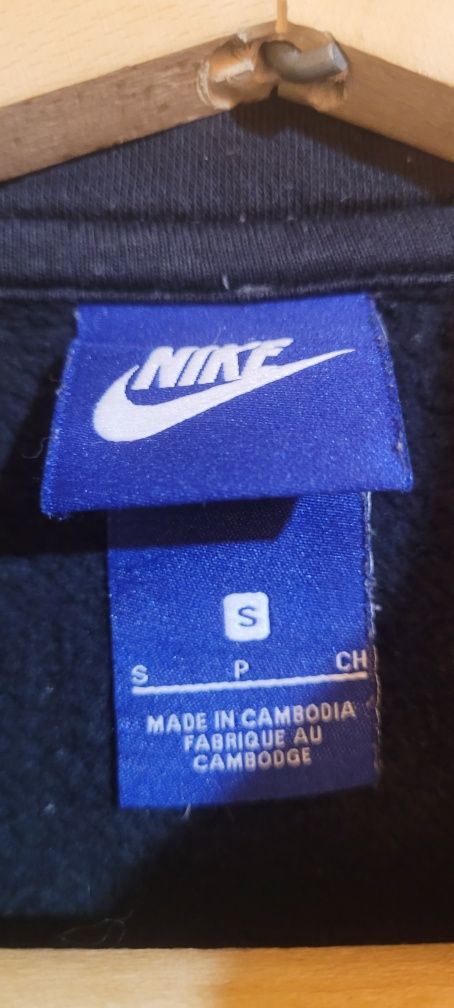 NIKE
S
S P CH
MADE IN CAMBODIA
FABRIQUE AU
CAMBODGE